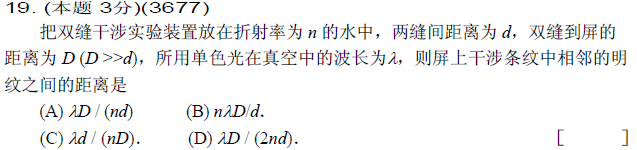 19. (本题 3分)(3677)
把双缝干涉实验装置放在折射率为 n 的水中，两缝间距离为 d，双缝到屏的
距离为 D (D >>d)，所用单色光在真空中的波长为λ，则屏上干涉条纹中相邻的明
纹之间的距离是
(A) λD / (nd) (B) nλD/d.
(C) λd / (nD). (D) λD / (2nd). [ ]